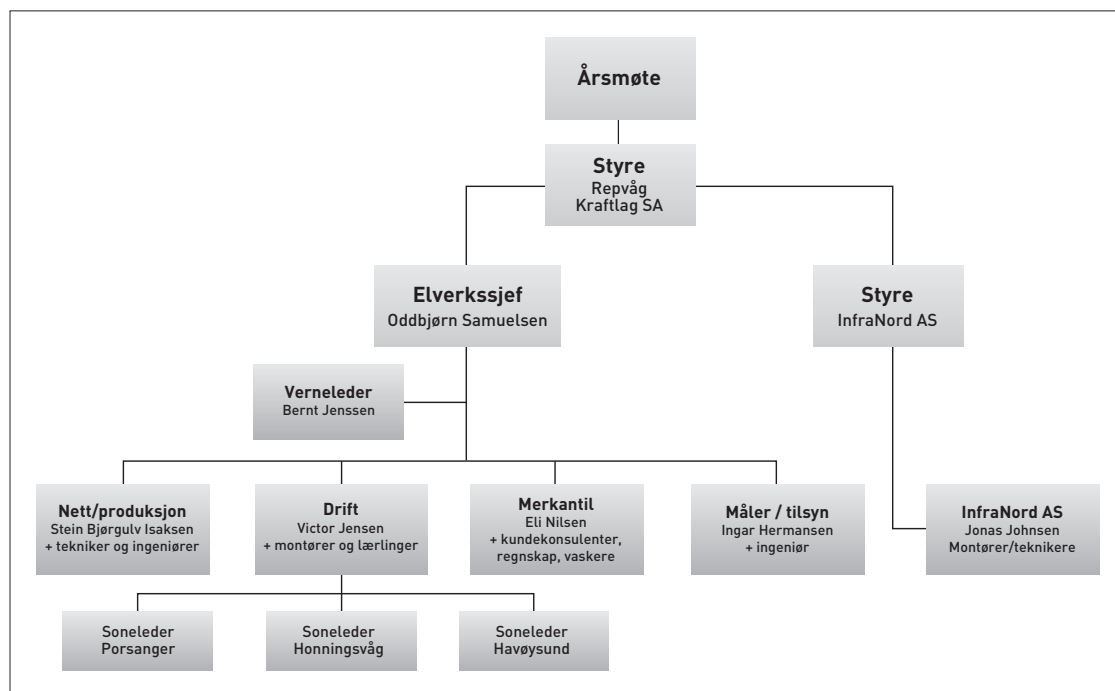 Årsmøte
Styre
Repvåg
Kraftlag SA
Elverkssjef
Oddbjørn Samuelsen
Styre
InfraNord AS
Verneleder
Bernt Jenssen
Nett/produksjon
Stein Bjørgulv Isaksen
+ tekniker og ingeniører
Drift
Victor Jensen
+ montører og lærlinger
Merkantil
Eli Nilsen
+ kundekonsulenter,
regnskap, vaskere
Måler / tilsyn
Ingar Hermansen
+ ingeniør
InfraNord AS
Jonas Johnsen
Montører/teknikere
Soneleder
Porsanger
Soneleder
Honningsvåg
Soneleder
Havøysund